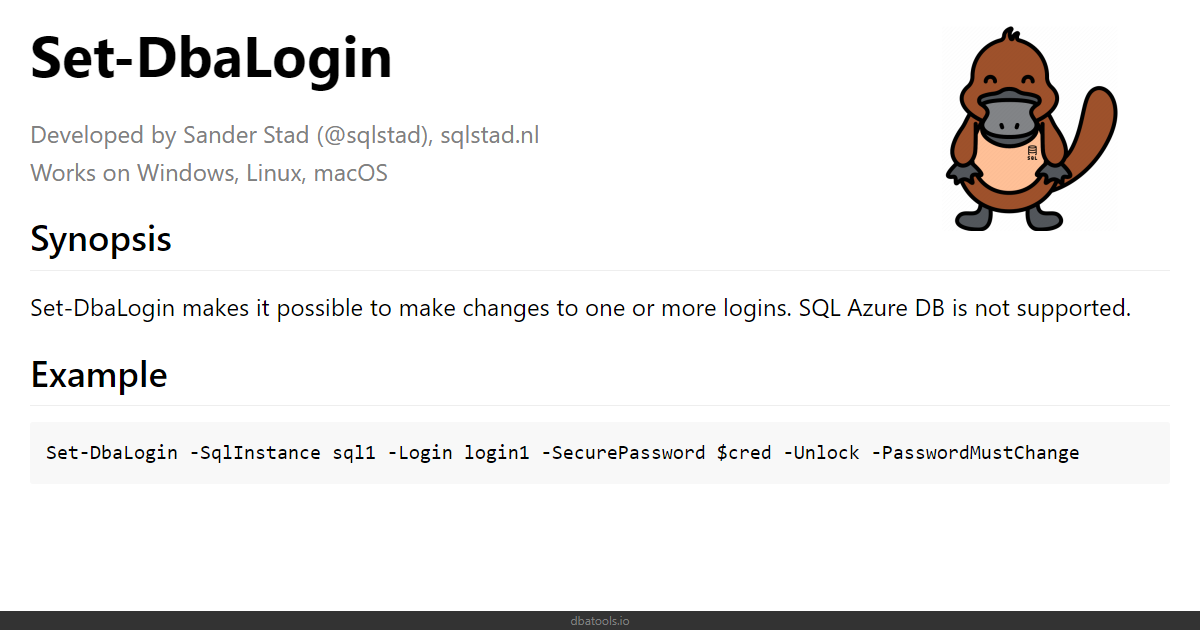 Set-DbaLogin
Developed by Sander Stad (@sqlstad), sqlstad.nl
Works on Windows, Linux, macOS
SQL
Synopsis
Set-DbaLogin makes it possible to make changes to one or more logins. SQL Azure DB is not supported.
Example
Set-DbaLogin -SqlInstance sql1 -Login login1 -SecurePassword $cred -Unlock -PasswordMustChange
dbatools.io